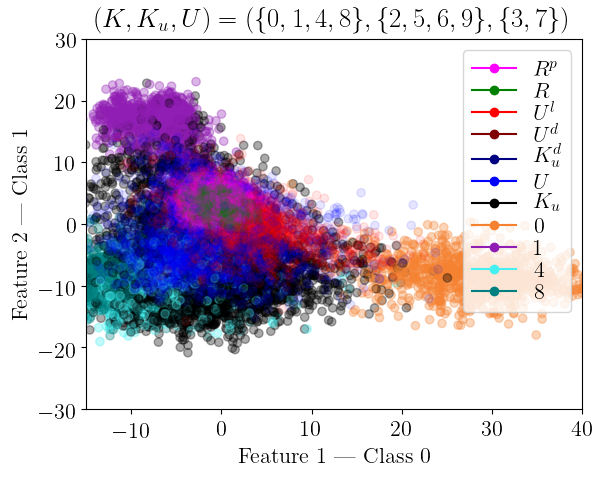 (K, K_u, U) = ({0, 1, 4, 8}, {2, 5, 6, 9}, {3, 7})
30
20
10
0
−10
−20
−30
Feature 2 — Class 1
R^p
R
U^l
U^d
K_u^d
U
K_u
0
1
4
8
−10
0
10
20
30
40
Feature 1 — Class 0